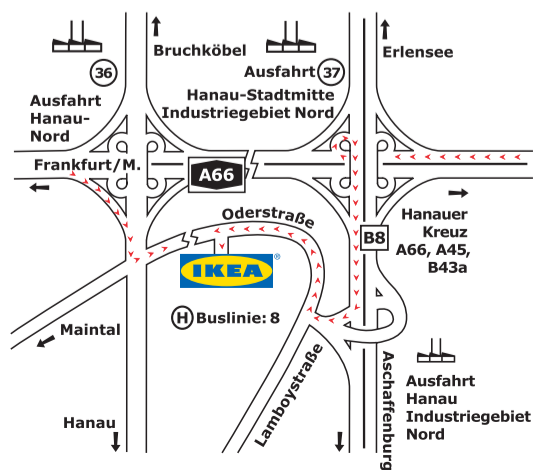 Bruchköbel
Erlensee
36
Ausfahrt
Hanau-
Nord
Ausfahrt 37
Hanau-Stadtmitte
Industriegebiet Nord
Frankfurt/M.
A66
Oderstraße
B8
Hanauer
Kreuz
A66, A45,
B43a
IKEA®
H Buslinie: 8
Maintal
Lamboystraße
Aschaffenburg
Ausfahrt
Hanau
Industriegebiet
Nord
Hanau